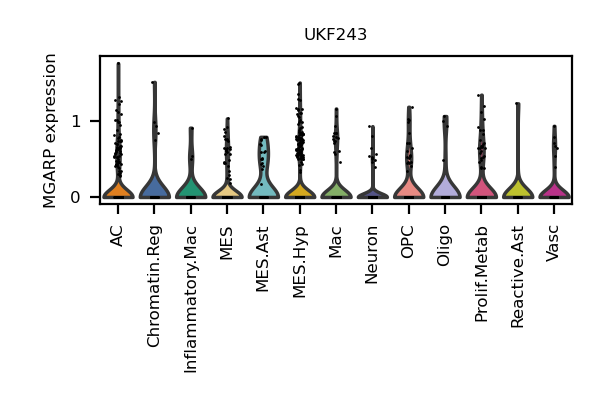 UKF243
MGARP expression
1
0
AC
Chromatin.Reg
Inflammatory.Mac
MES
MES.Ast
MES.Hyp
Mac
Neuron
OPC
Oligo
Prolif.Metab
Reactive.Ast
Vasc